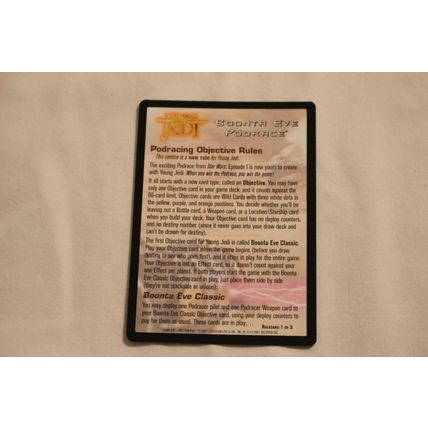 YOUNG
JEDI
BOONTA EVE
PODRACE
Podracing Objective Rules
This section is a new rule for Young Jedi.
The exciting Podrace from Star Wars: Episode I is now yours to create
with Young Jedi. When you win the Podrace, you win the game!
It all starts with a new card type, called an Objective. You may have
only one Objective card in your game deck, and it counts against the
60-card limit. Objective cards are Wild Cards with three white dots in
the yellow, purple, and orange positions. You decide whether you'll be
leaving out a Battle card, a Weapon card, or a Location/Starship card
when you build your deck. Your Objective card has no deploy counters,
and no destiny number (since it never goes into your draw deck and
can't be drawn for destiny).
The first Objective card for Young Jedi is called Boonta Eve Classic.
Play your Objective card when the game begins (before you draw
destiny to see who goes first), and it stays in play for the entire game.
Your Objective is not an Effect card, so it doesn't count against your
one Effect per planet. If both players start the game with the Boonta
Eve Classic Objective card in play, just place them side by side
(they're not stackable or unique).
Boonta Eve Classic
You may deploy one Podracer pilot and one Podracer Weapon card to
your Boonta Eve Classic Objective card, using your deploy counters to
pay for them as usual. These cards are in play....
RULECARD 1 OF 3